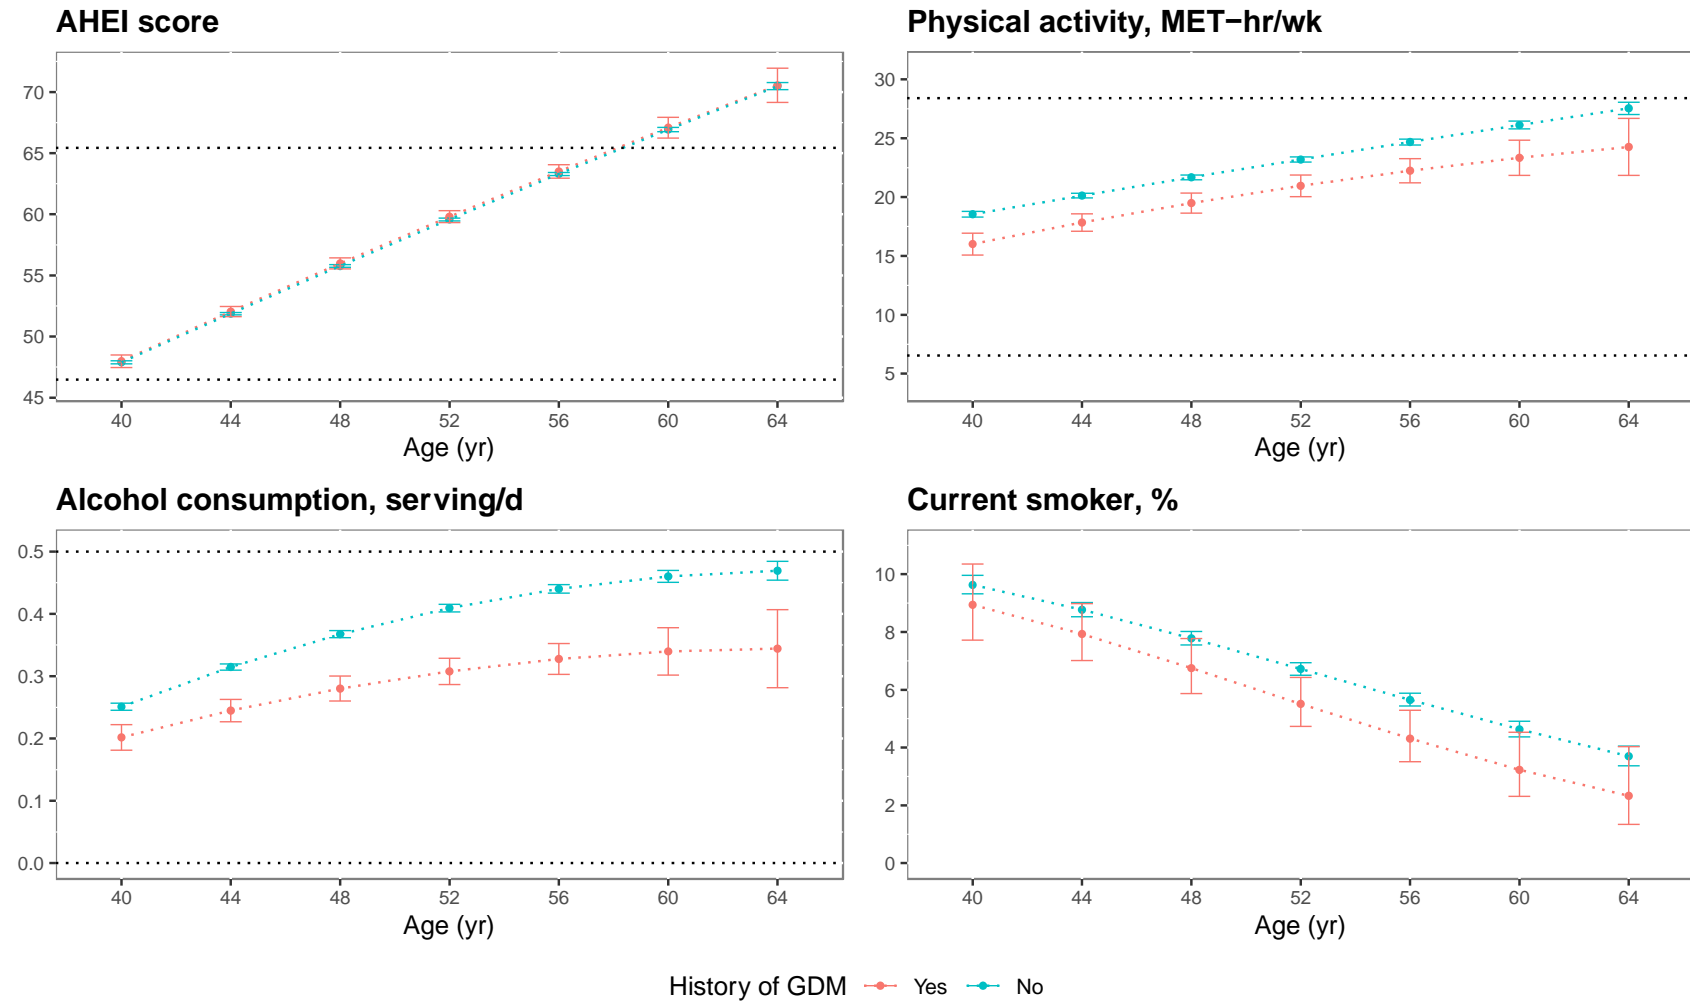 AHEI score
70
65
60
55
50
45
40 44 48 52 56 60 64
Age (yr)
Physical activity, MET−hr/wk
30
25
20
15
10
5
40 44 48 52 56 60 64
Age (yr)
Alcohol consumption, serving/d
0.5
0.4
0.3
0.2
0.1
0.0
40 44 48 52 56 60 64
Age (yr)
Current smoker, %
10
8
6
4
2
0
40 44 48 52 56 60 64
Age (yr)
History of GDM Yes No